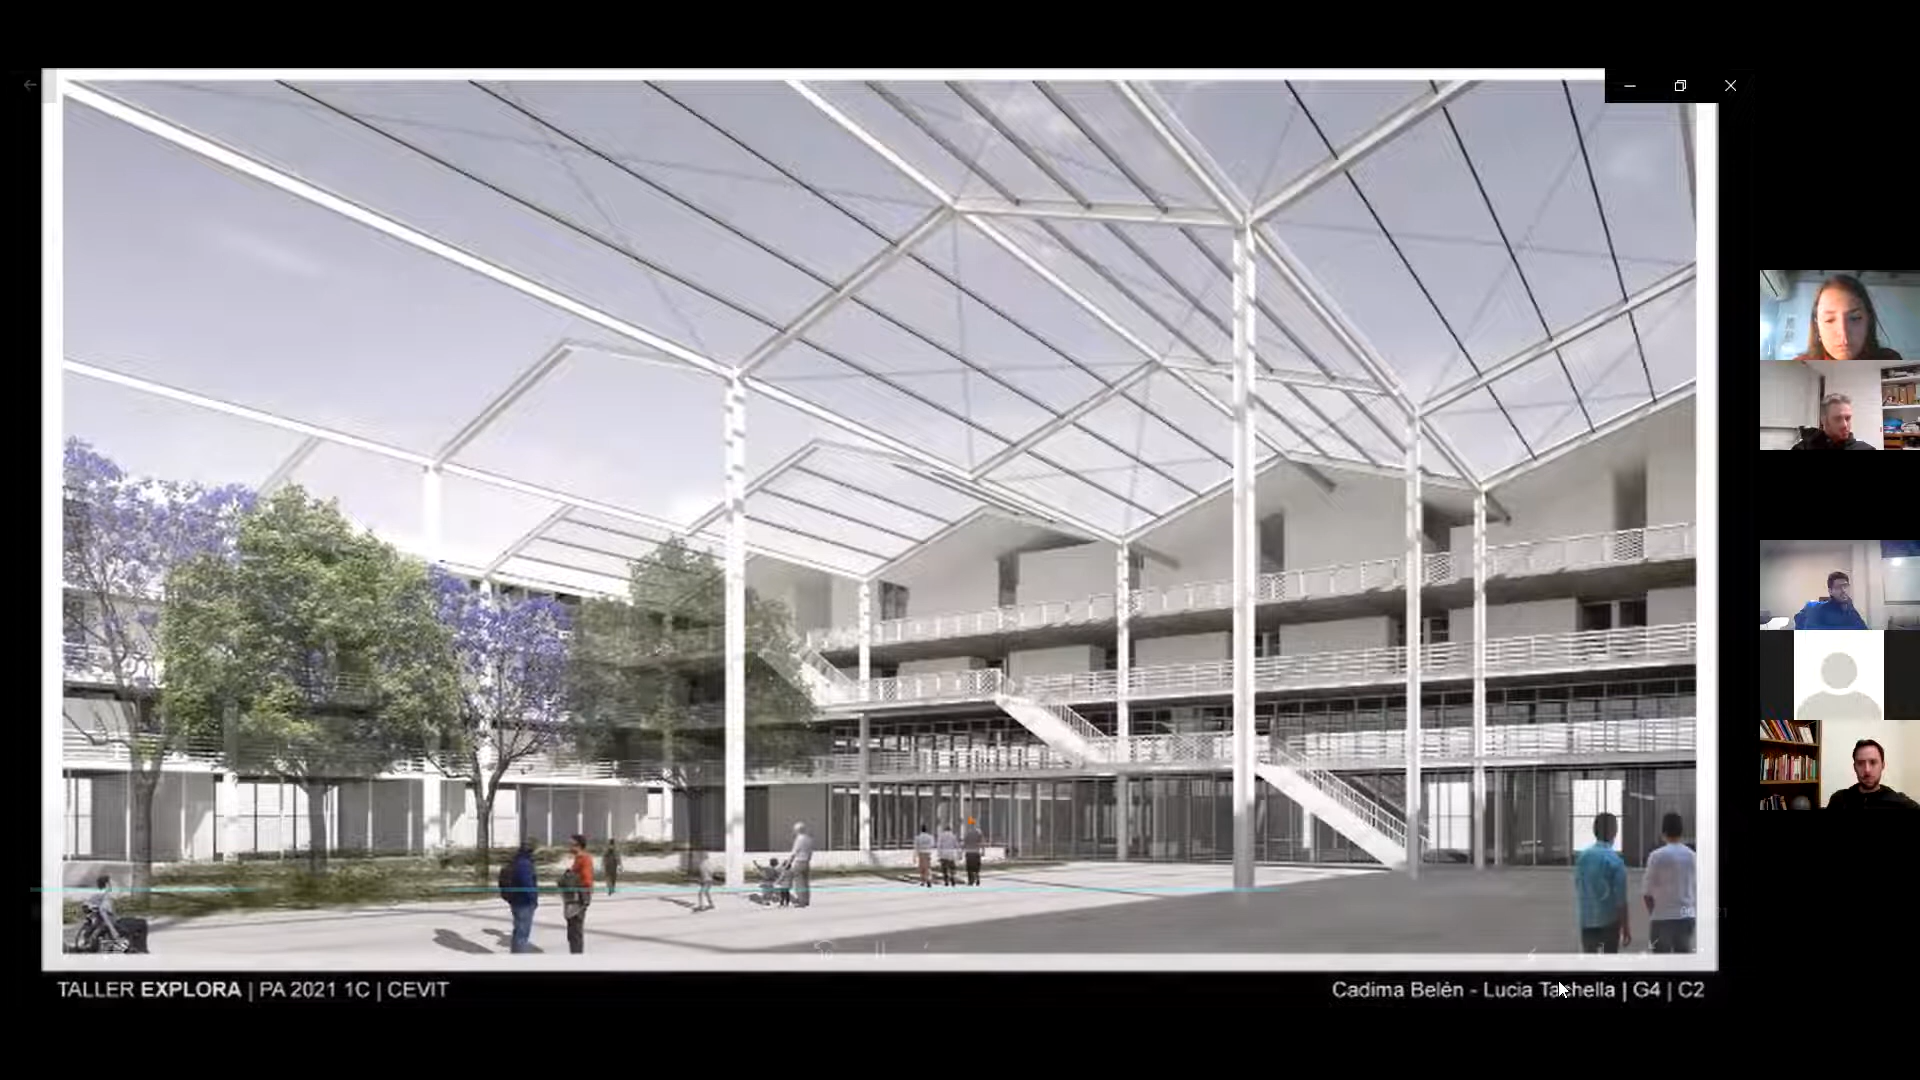 TALLER EXPLORA | PA 2021 1C | CEVIT
Cadima Belén - Lucia Tachella | G4 | C2